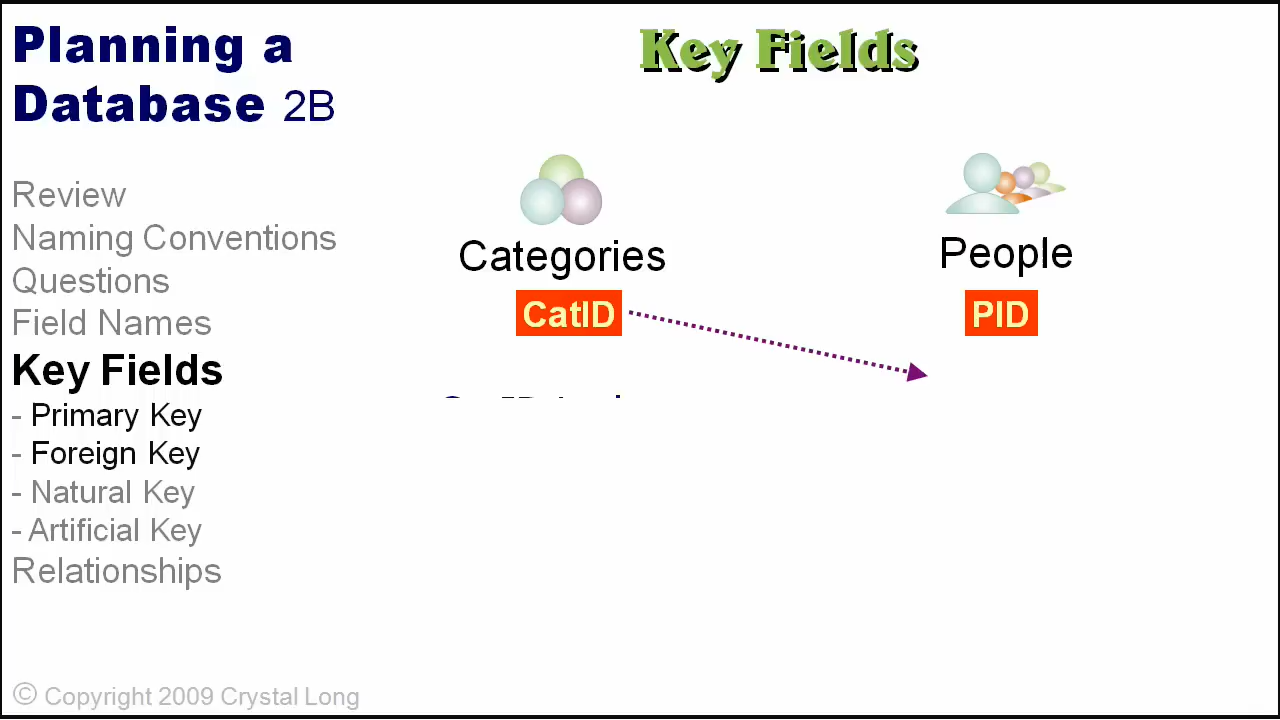 Planning a
Database 2B
Key Fields
Review
Naming Conventions
Questions
Field Names
Key Fields
- Primary Key
- Foreign Key
- Natural Key
- Artificial Key
Relationships
Categories
CatID
People
PID
© Copyright 2009 Crystal Long